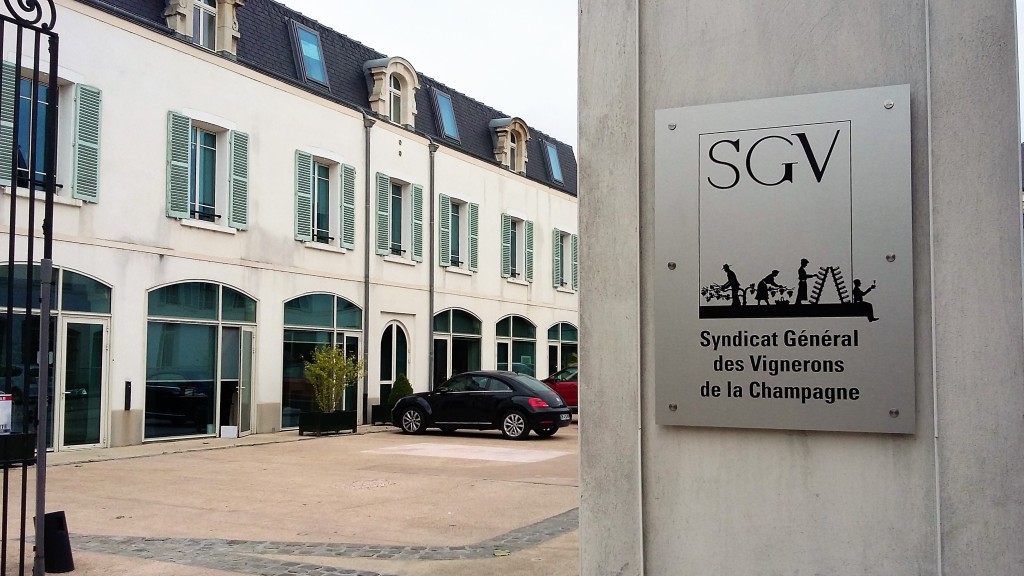 SGV
Syndicat Général
des Vignerons
de la Champagne